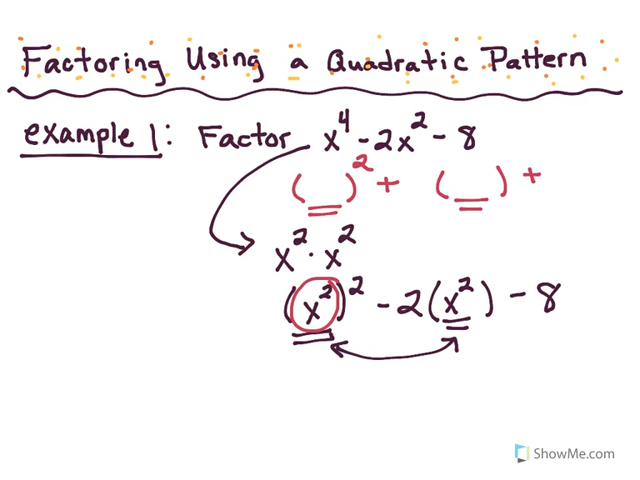 Factoring Using a Quadratic Pattern
example 1: Factor x⁴ - 2x² - 8
(__)² + (__) +
x² · x²
(x²)² - 2(x²) - 8
ShowMe.com